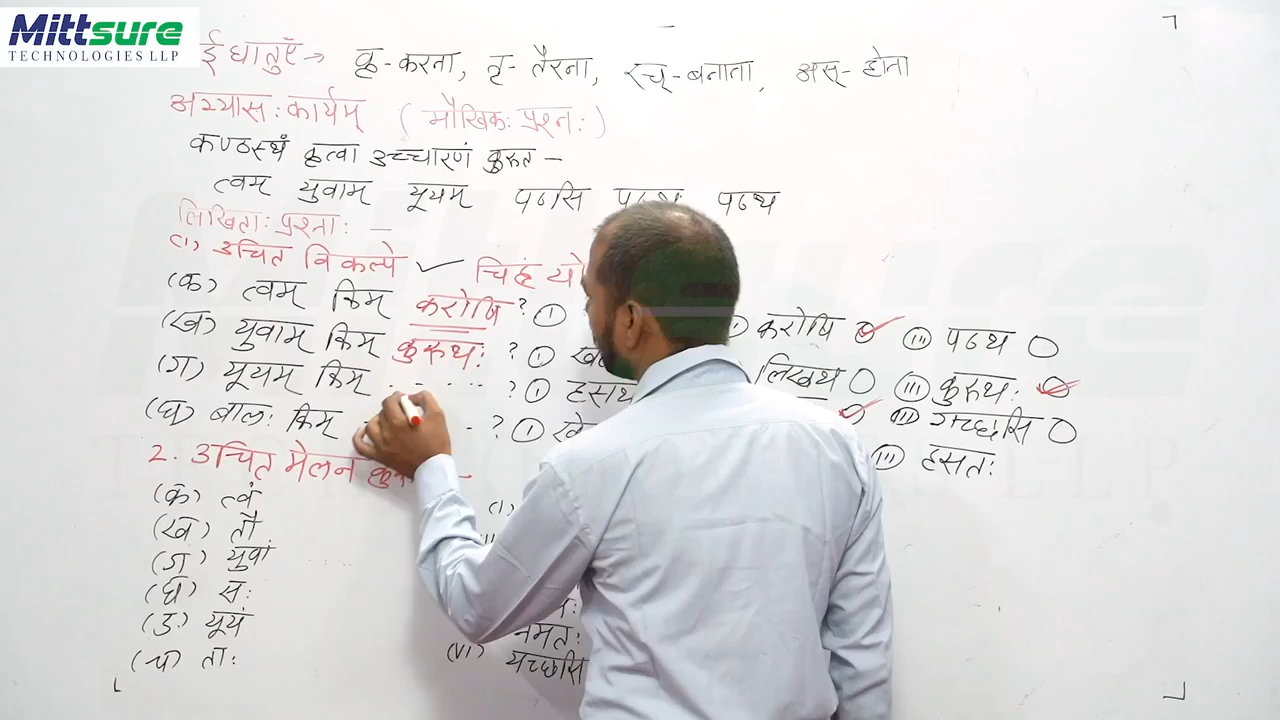 Mittsure
TECHNOLOGIES LLP
ई धातुएँ → कृ-करना, तृ-तैरना, रच्-बनाना, अस्-होना
अभ्यास: कार्यम् (मौखिक: प्रश्न:)
कण्ठस्थं कृत्वा उच्चारणं कुरुत –
त्वम् युवाम् यूयम् पठसि पठथ
लिखिता: प्रश्ना: –
(1) उचित विकल्पे ✓ चिह्नं
(क) त्वम् किम् करोषि ? (i) करोषि (iii) पठथ
(ख) युवाम् किम् कुरुथ: ? (i) लिखथ (iii) कुरुथ:
(ग) यूयम् किम् ..... ? (i) हसथ (iii) गच्छसि
(घ) बाल: किम् ? (i) (iii) हसत:
2. उचित मेलनं
(क) त्वं (i)
(ख) तौ
(ग) युवां
(घ) स:
(ङ) यूयं नमत:
(च) ता: (vi) यच्छसि